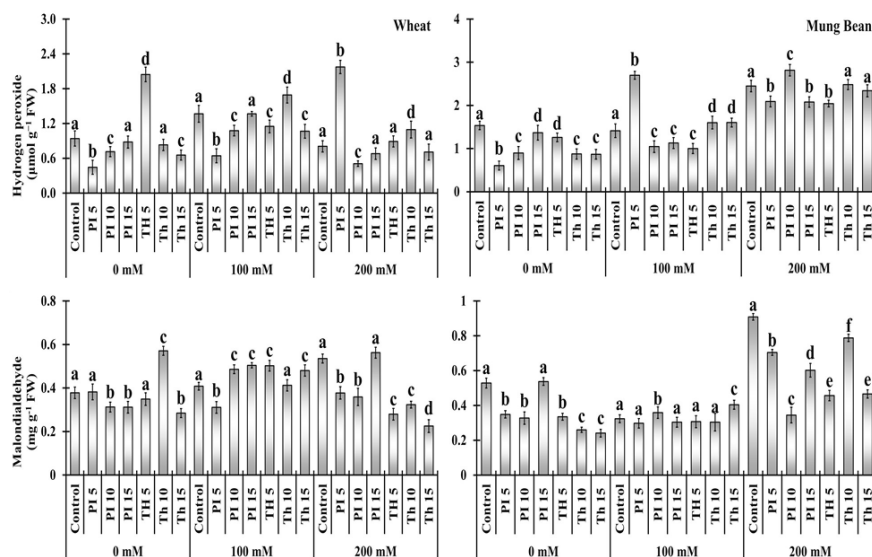 Wheat
Hydrogen peroxide
(µmol g⁻¹ FW)
3.0
2.4
1.8
1.2
0.6
0.0
a b c a d a a
a b c a c d c
a b c a a d a
Control PI 5 PI 10 PI 15 TH 5 Th 10 Th 15 Control PI 5 PI 10 PI 15 TH 5 Th 10 Th 15 Control PI 5 PI 10 PI 15 TH 5 Th 10 Th 15
0 mM 100 mM 200 mM
Mung Bean
4
3
2
1
0
a b c d d c c
a b c c c d d
a b c b b a a
Control PI 5 PI 10 PI 15 TH 5 Th 10 Th 15 Control PI 5 PI 10 PI 15 TH 5 Th 10 Th 15 Control PI 5 PI 10 PI 15 TH 5 Th 10 Th 15
0 mM 100 mM 200 mM
Malondialdehyde
(mg g⁻¹ FW)
0.8
0.6
0.4
0.2
0
a a b b a c b
a b c c c a c
a b b a c c d
Control PI 5 PI 10 PI 15 TH 5 Th 10 Th 15 Control PI 5 PI 10 PI 15 TH 5 Th 10 Th 15 Control PI 5 PI 10 PI 15 TH 5 Th 10 Th 15
0 mM 100 mM 200 mM
1
0.8
0.6
0.4
0.2
0
a b b a b c c
a a b a a a c
a b c d e f e
Control PI 5 PI 10 PI 15 TH 5 Th 10 Th 15 Control PI 5 PI 10 PI 15 TH 5 Th 10 Th 15 Control PI 5 PI 10 PI 15 TH 5 Th 10 Th 15
0 mM 100 mM 200 mM